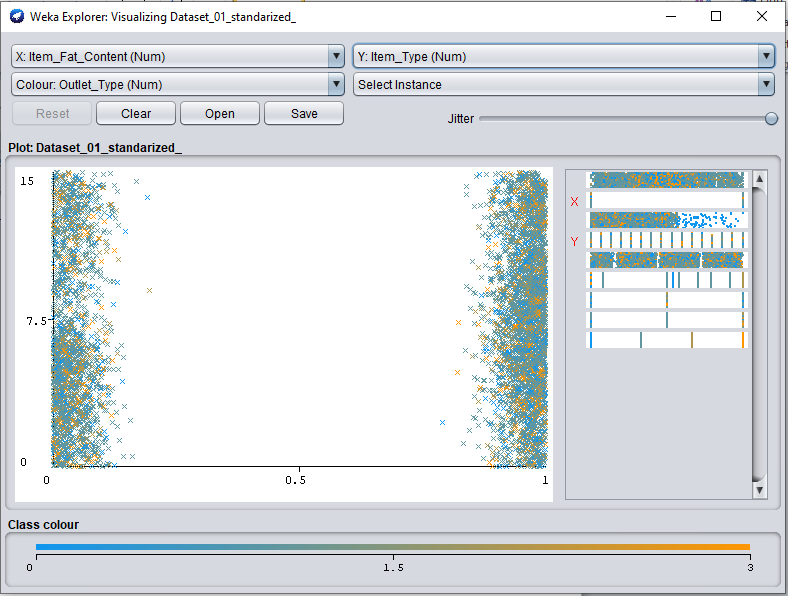 Weka Explorer: Visualizing Dataset_01_standarized_
X: Item_Fat_Content (Num)
Y: Item_Type (Num)
Colour: Outlet_Type (Num)
Select Instance
Reset
Clear
Open
Save
Jitter
Plot: Dataset_01_standarized_
15
7.5
0
0
0.5
1
X
Y
Class colour
0
1.5
3